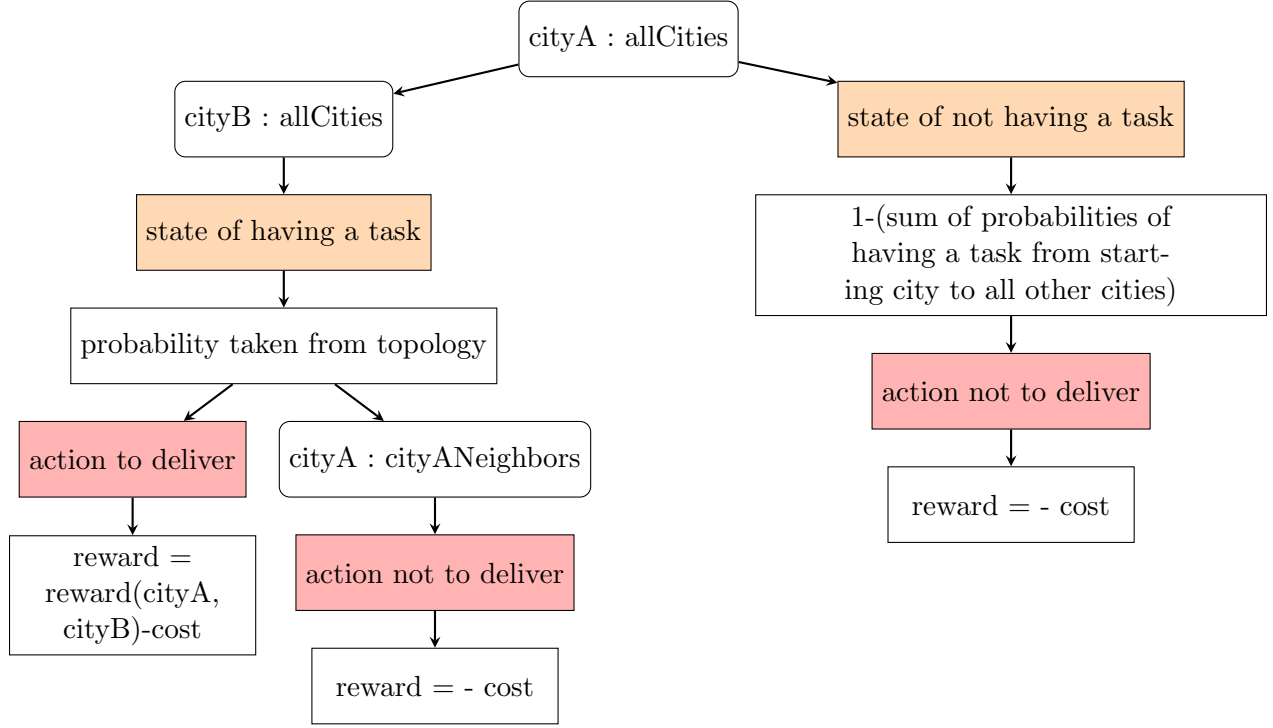 cityA : allCities
cityB : allCities
state of not having a task
state of having a task
1-(sum of probabilities of
having a task from start-
ing city to all other cities)
probability taken from topology
action not to deliver
action to deliver
cityA : cityANeighbors
reward = - cost
reward =
reward(cityA,
cityB)-cost
action not to deliver
reward = - cost